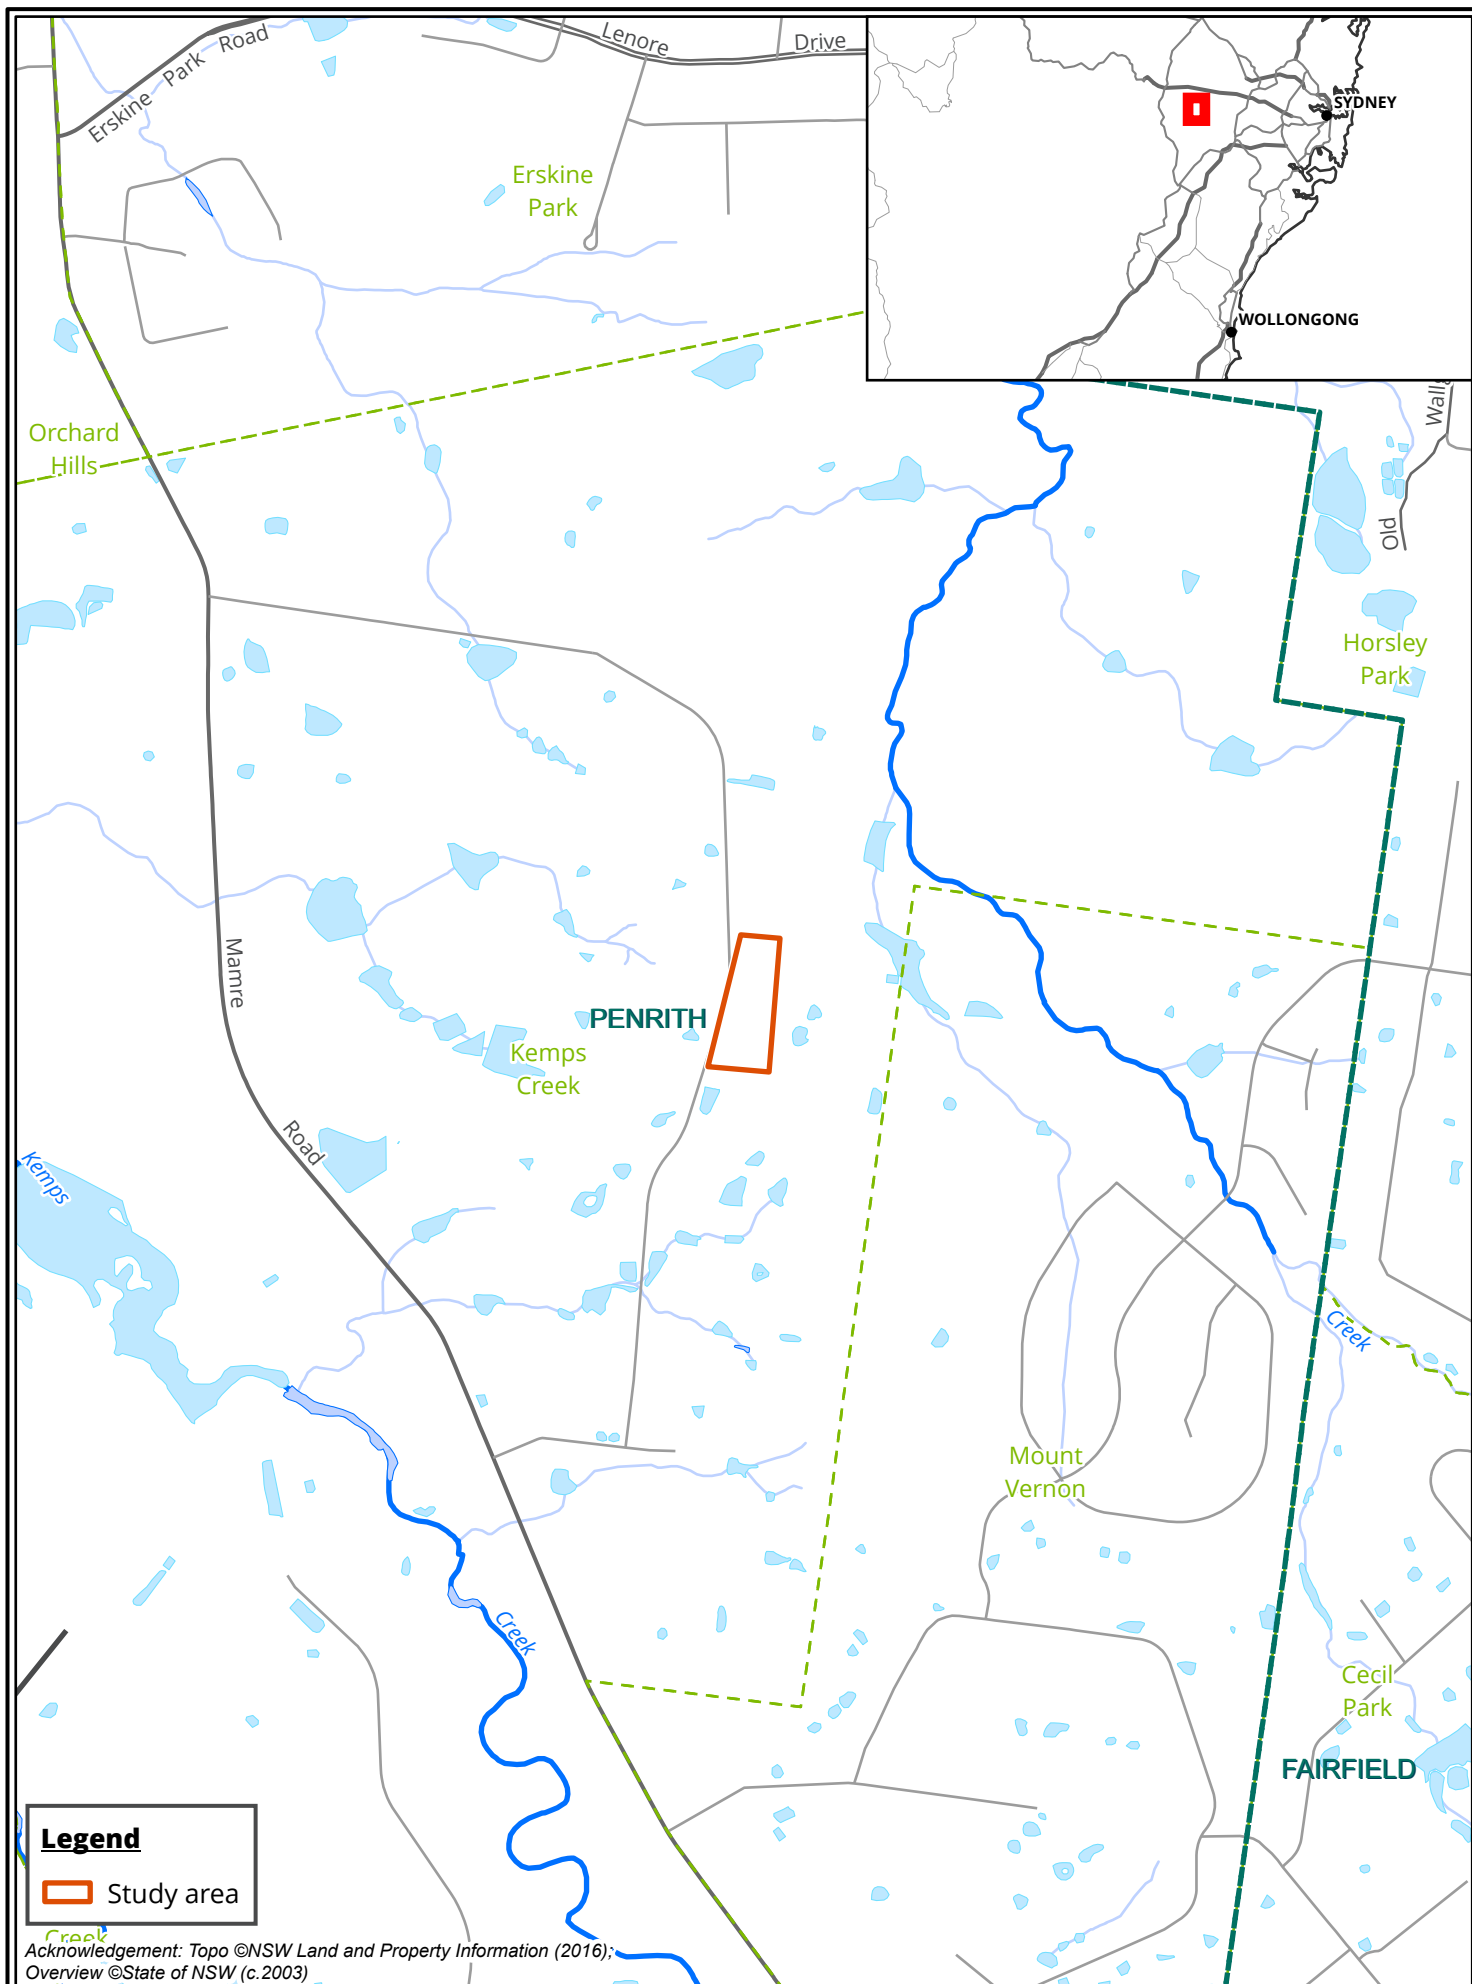 Erskine Park Road
Lenore Drive
SYDNEY
WOLLONGONG
Erskine
Park
Orchard
Hills
Old
Horsley
Park
Mamre Road
PENRITH
Kemps
Creek
Kemps
Creek
Mount
Vernon
Creek
Cecil
Park
FAIRFIELD
Legend
Study area
Creek
Acknowledgement: Topo ©NSW Land and Property Information (2016);
Overview ©State of NSW (c.2003)